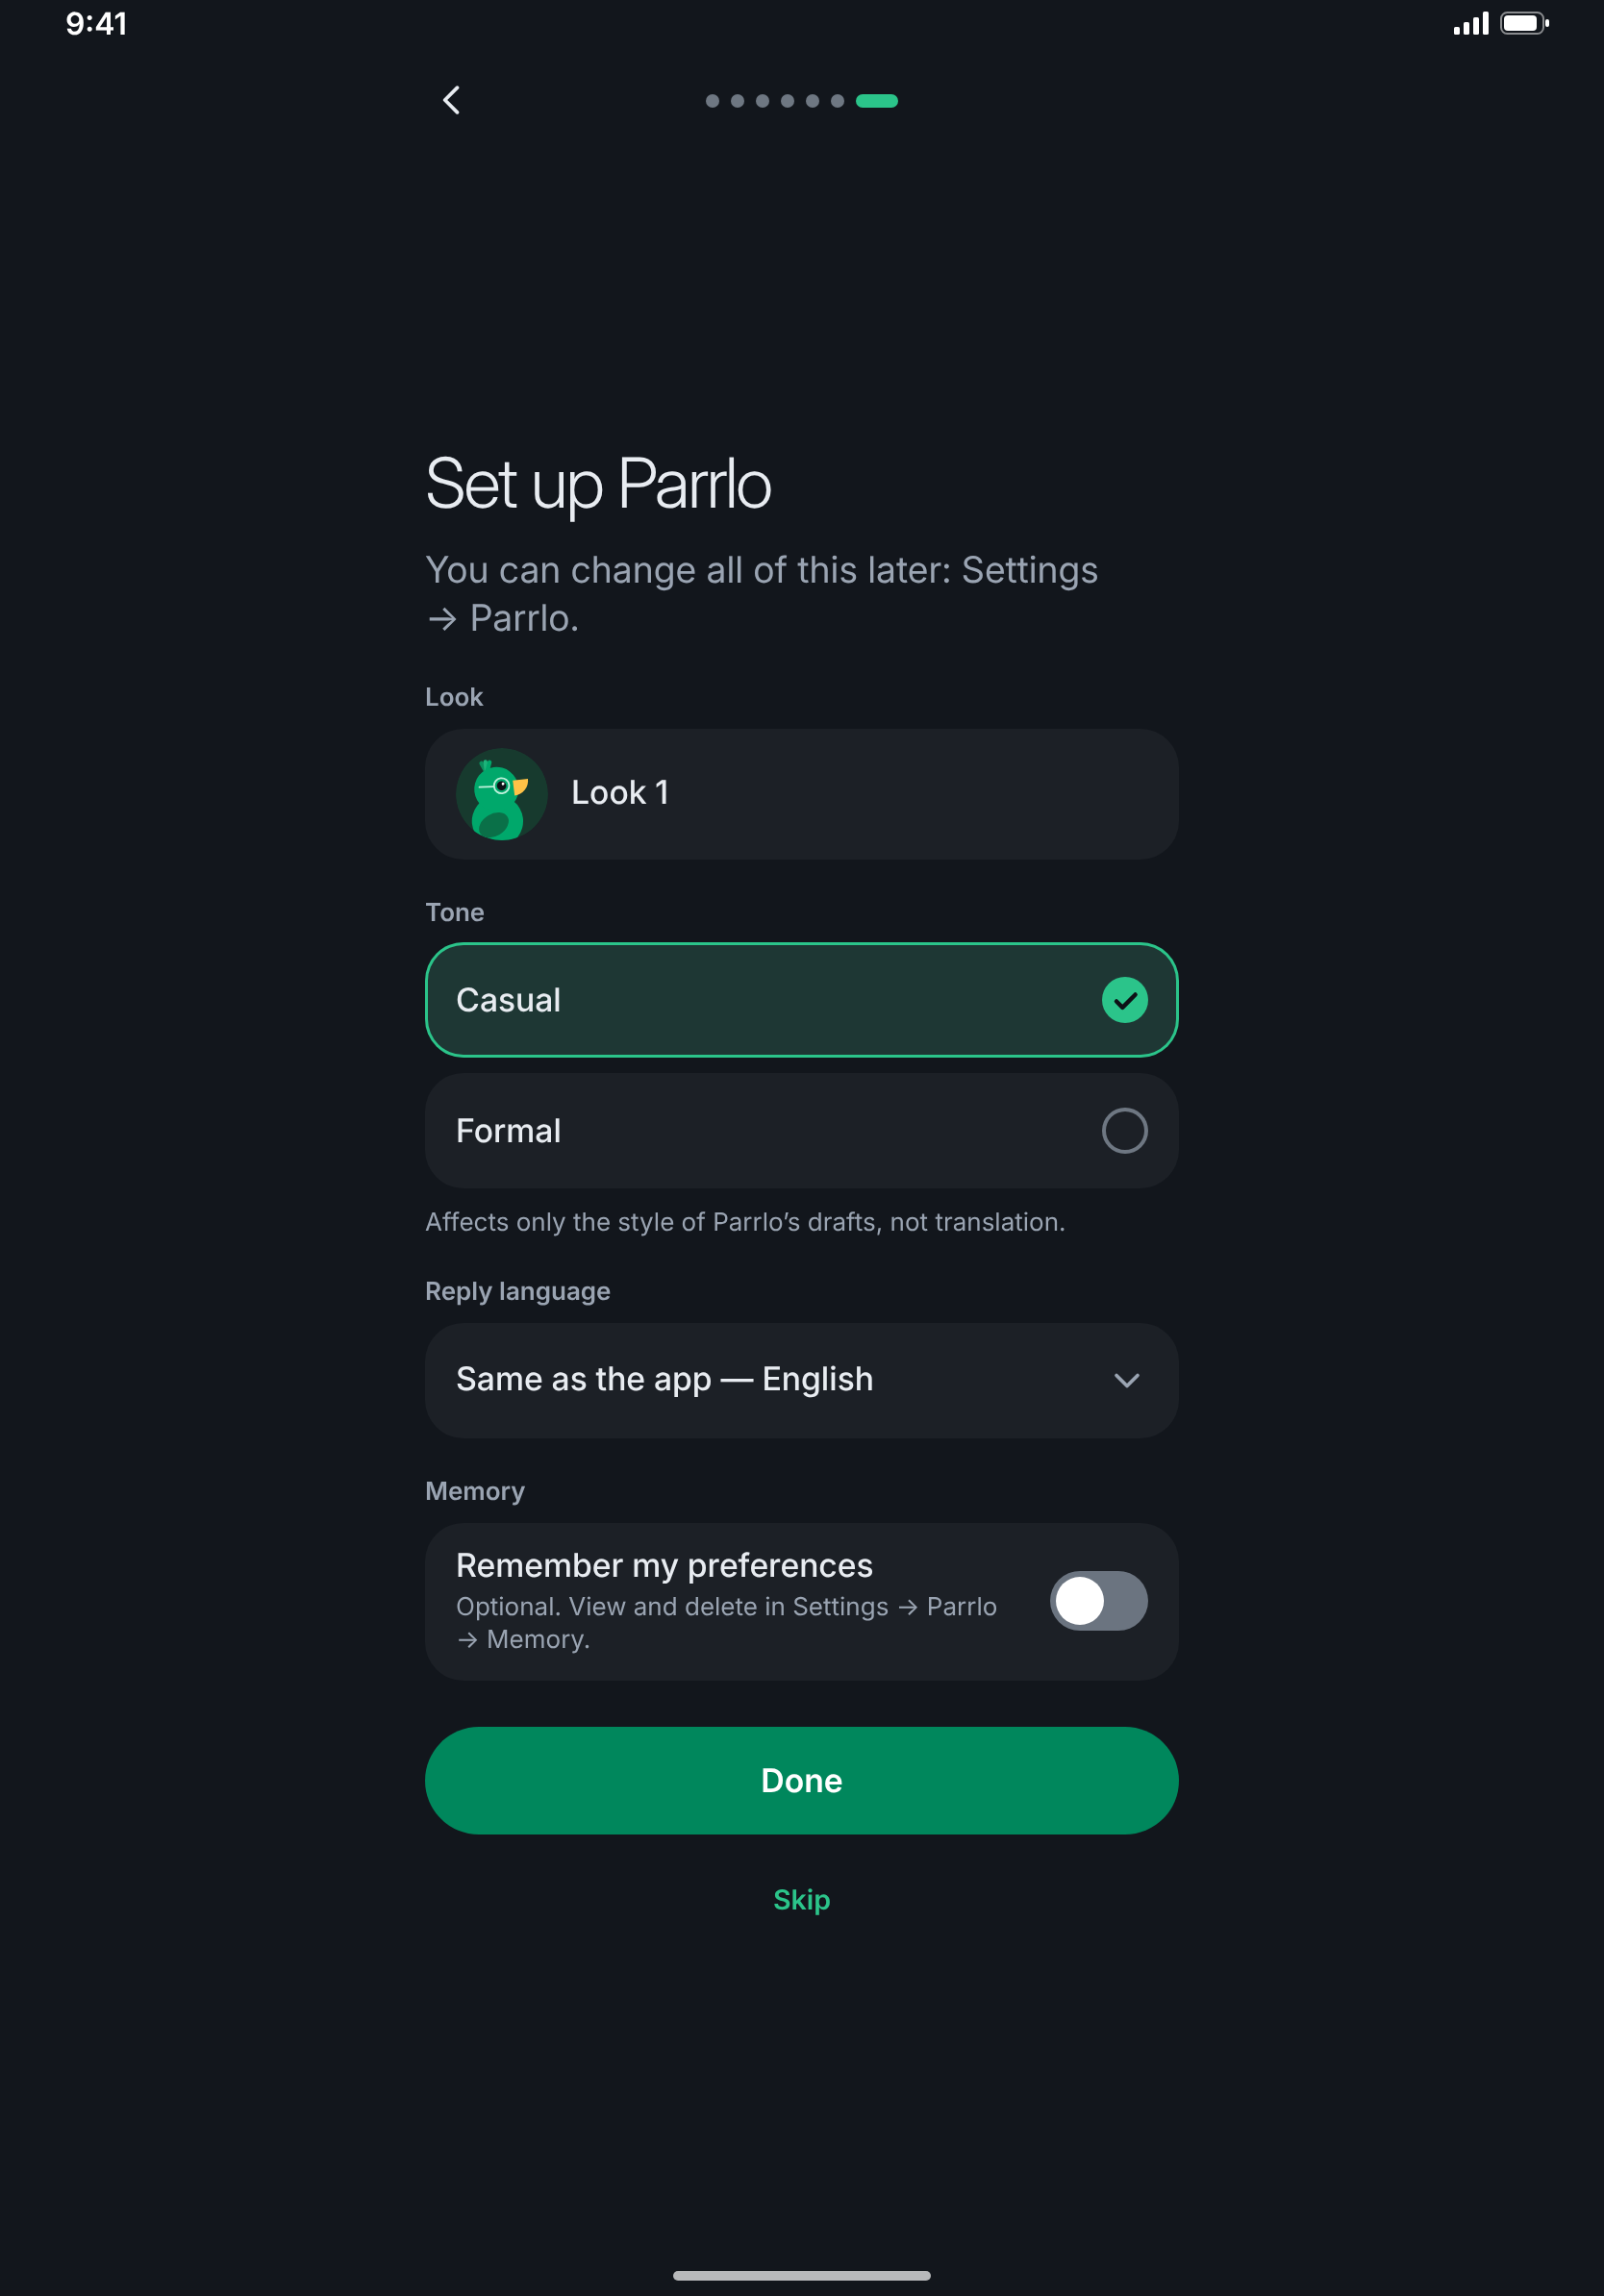 9:41
Set up Parrlo
You can change all of this later: Settings
→ Parrlo.
Look
Look 1
Tone
Casual
Formal
Affects only the style of Parrlo’s drafts, not translation.
Reply language
Same as the app — English
Memory
Remember my preferences
Optional. View and delete in Settings → Parrlo
→ Memory.
Done
Skip